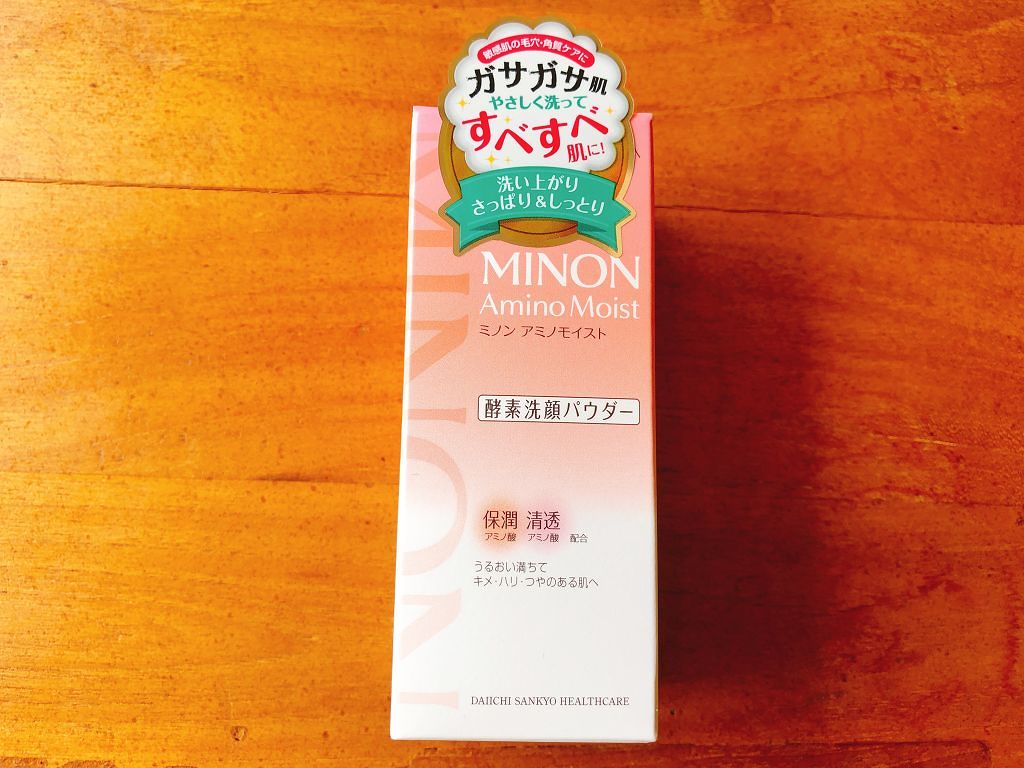 敏感肌の毛穴・角質ケアに
ガサガサ肌
やさしく洗って
すべすべ
肌に!
洗い上がり
さっぱり&しっとり
MINON
MINON
Amino Moist
ミノン アミノモイスト
酵素洗顔パウダー
保潤 清透
アミノ酸 アミノ酸 配合
うるおい満ちて
キメ・ハリ・つやのある肌へ
DAIICHI SANKYO HEALTHCARE